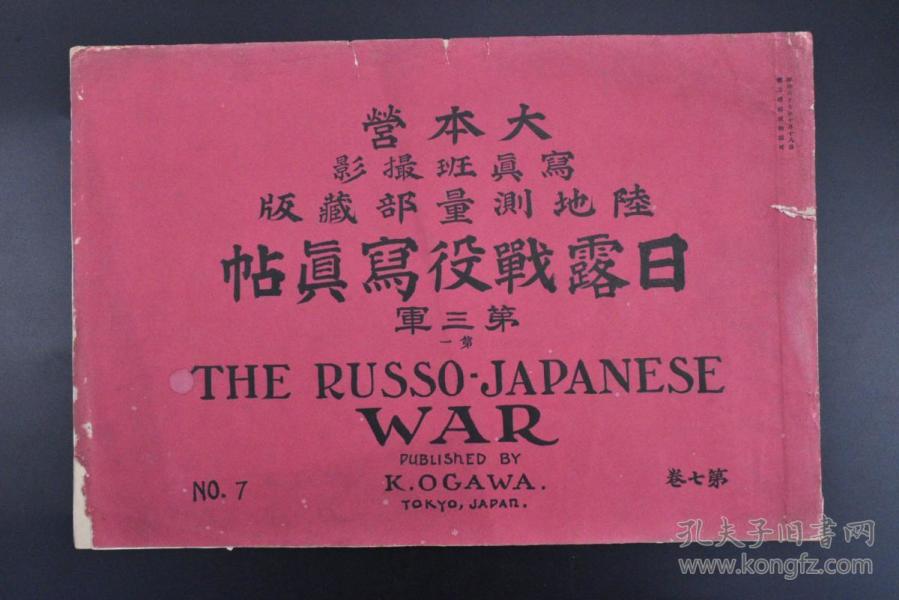 大本營
寫眞班撮影
陸地測量部藏版
日露戰役寫眞帖
第三軍
第一
THE RUSSO-JAPANESE
WAR
PUBLISHED BY
K.OGAWA.
TOKYO, JAPAN.
NO. 7
第七巻
孔夫子旧书网
www.kongfz.com